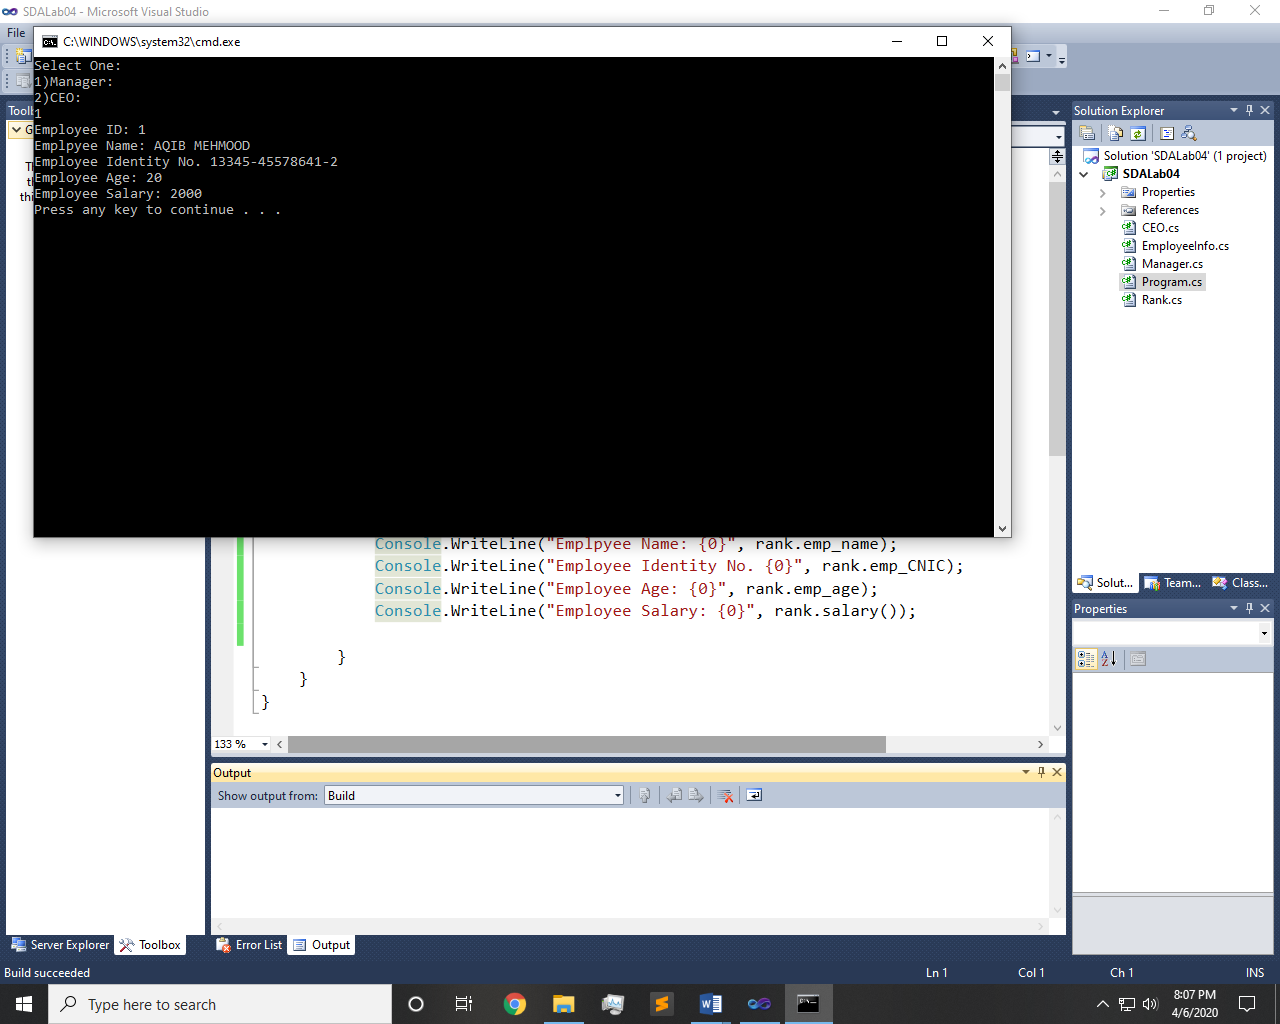 SDALab04 - Microsoft Visual Studio
File
C:\WINDOWS\system32\cmd.exe
Select One:
1)Manager:
2)CEO:
1
Employee ID: 1
Emplpyee Name: AQIB MEHMOOD
Employee Identity No. 13345-45578641-2
Employee Age: 20
Employee Salary: 2000
Press any key to continue . . .
Console.WriteLine("Emplpyee Name: {0}", rank.emp_name);
Console.WriteLine("Employee Identity No. {0}", rank.emp_CNIC);
Console.WriteLine("Employee Age: {0}", rank.emp_age);
Console.WriteLine("Employee Salary: {0}", rank.salary());
}
}
}
133 %
Output
Show output from: Build
Server Explorer
Toolbox
Error List
Output
Solution Explorer
Solution 'SDALab04' (1 project)
SDALab04
Properties
References
CEO.cs
EmployeeInfo.cs
Manager.cs
Program.cs
Rank.cs
Solut...
Team...
Class...
Properties
Build succeeded
Ln 1
Col 1
Ch 1
INS
Type here to search
8:07 PM
4/6/2020